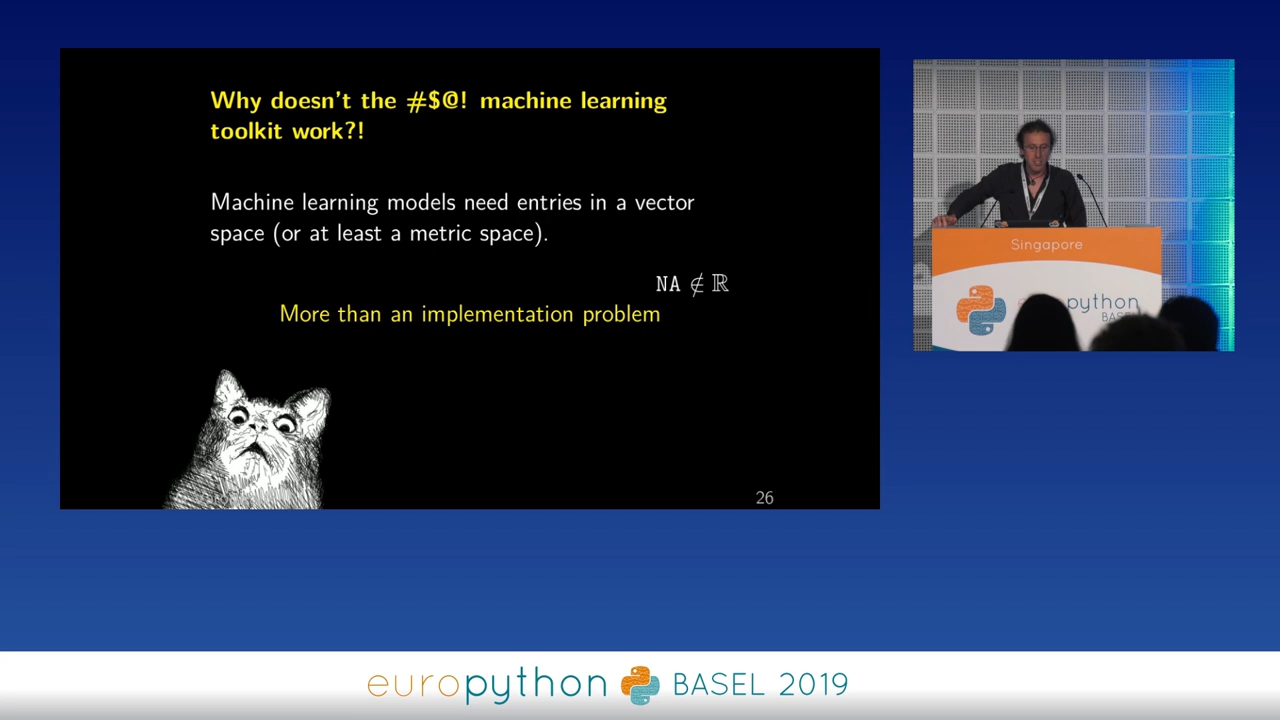 Why doesn't the #$@! machine learning
toolkit work?!
Machine learning models need entries in a vector
space (or at least a metric space).
NA ∉ ℝ
More than an implementation problem
26
Singapore
python
BASE
europython BASEL 2019